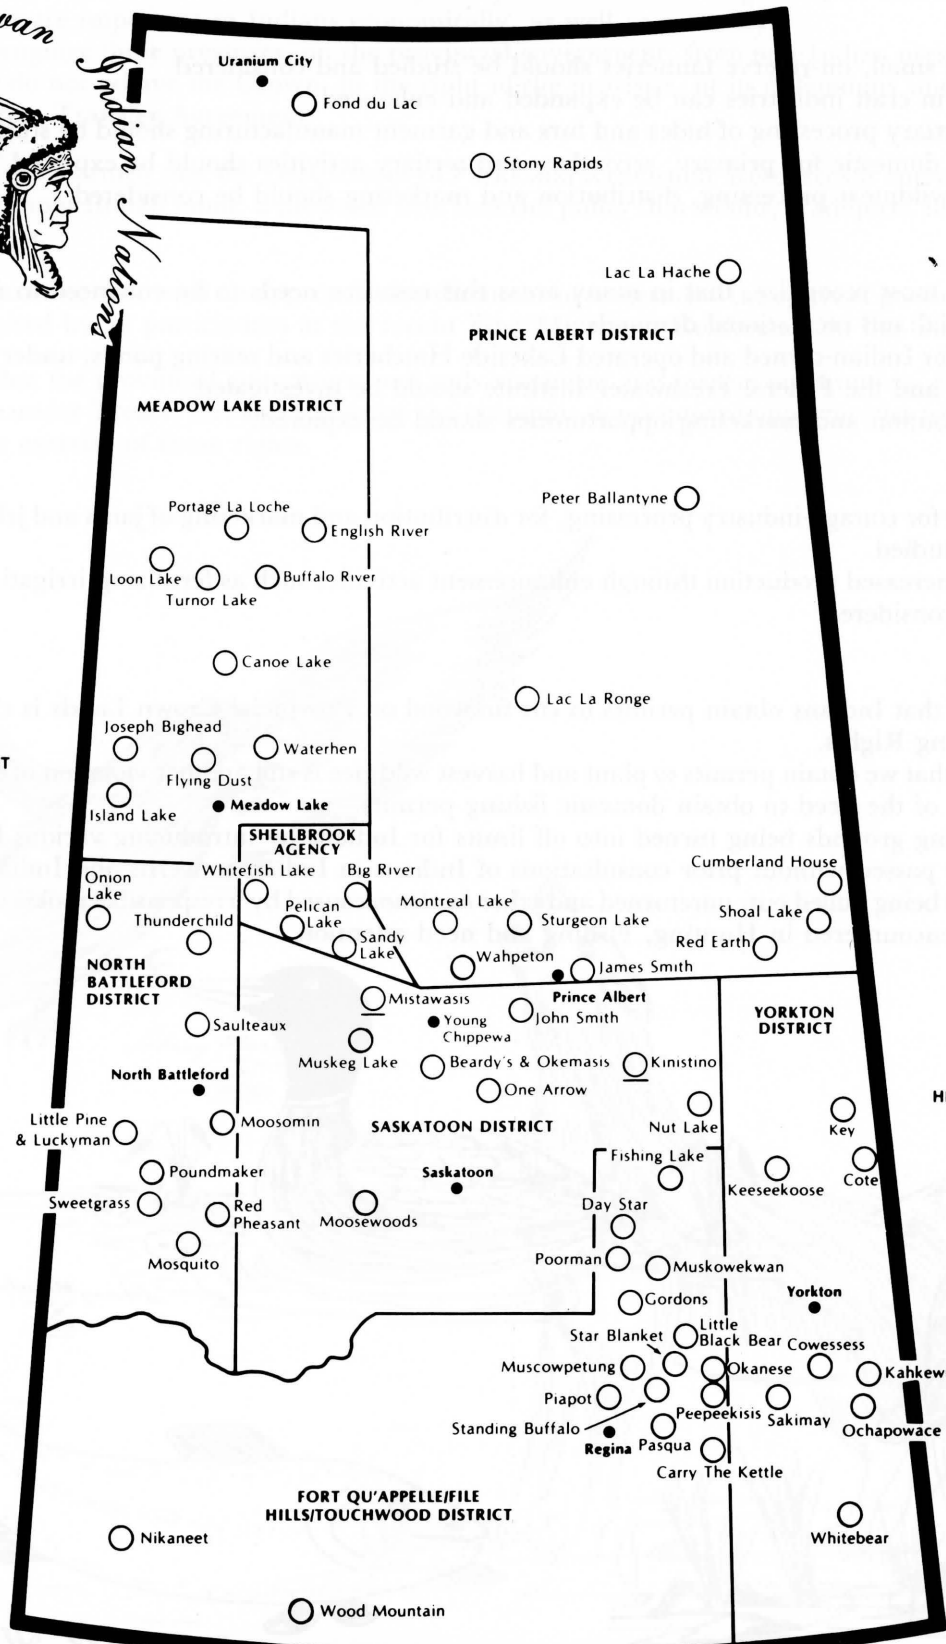 Indian Nations
Uranium City
Fond du Lac
Stony Rapids
Lac La Hache
PRINCE ALBERT DISTRICT
MEADOW LAKE DISTRICT
Peter Ballantyne
Portage La Loche
English River
Loon Lake
Buffalo River
Turnor Lake
Canoe Lake
Lac La Ronge
Joseph Bighead
Waterhen
Flying Dust
Island Lake
Meadow Lake
SHELLBROOK
AGENCY
Cumberland House
Onion
Lake
Whitefish Lake
Big River
Montreal Lake
Shoal Lake
Thunderchild
Pelican
Lake
Sturgeon Lake
Sandy
Lake
Red Earth
Wahpeton
James Smith
NORTH
BATTLEFORD
DISTRICT
Mistawasis
Prince Albert
John Smith
YORKTON
DISTRICT
Saulteaux
Young
Chippewa
Muskeg Lake
Beardy's & Okemasis
Kinistino
North Battleford
One Arrow
Little Pine
& Luckyman
Moosomin
SASKATOON DISTRICT
Nut Lake
Key
Poundmaker
Saskatoon
Fishing Lake
Keeseekoose
Cote
Sweetgrass
Red
Pheasant
Moosewoods
Day Star
Mosquito
Poorman
Muskowekwan
Gordons
Yorkton
Star Blanket
Little
Black Bear
Cowessess
Muscowpetung
Okanese
Kahkew
Piapot
Peepeekisis
Sakimay
Ochapowace
Standing Buffalo
Regina
Pasqua
Carry The Kettle
FORT QU'APPELLE/FILE
HILLS/TOUCHWOOD DISTRICT
Nikaneet
Whitebear
Wood Mountain